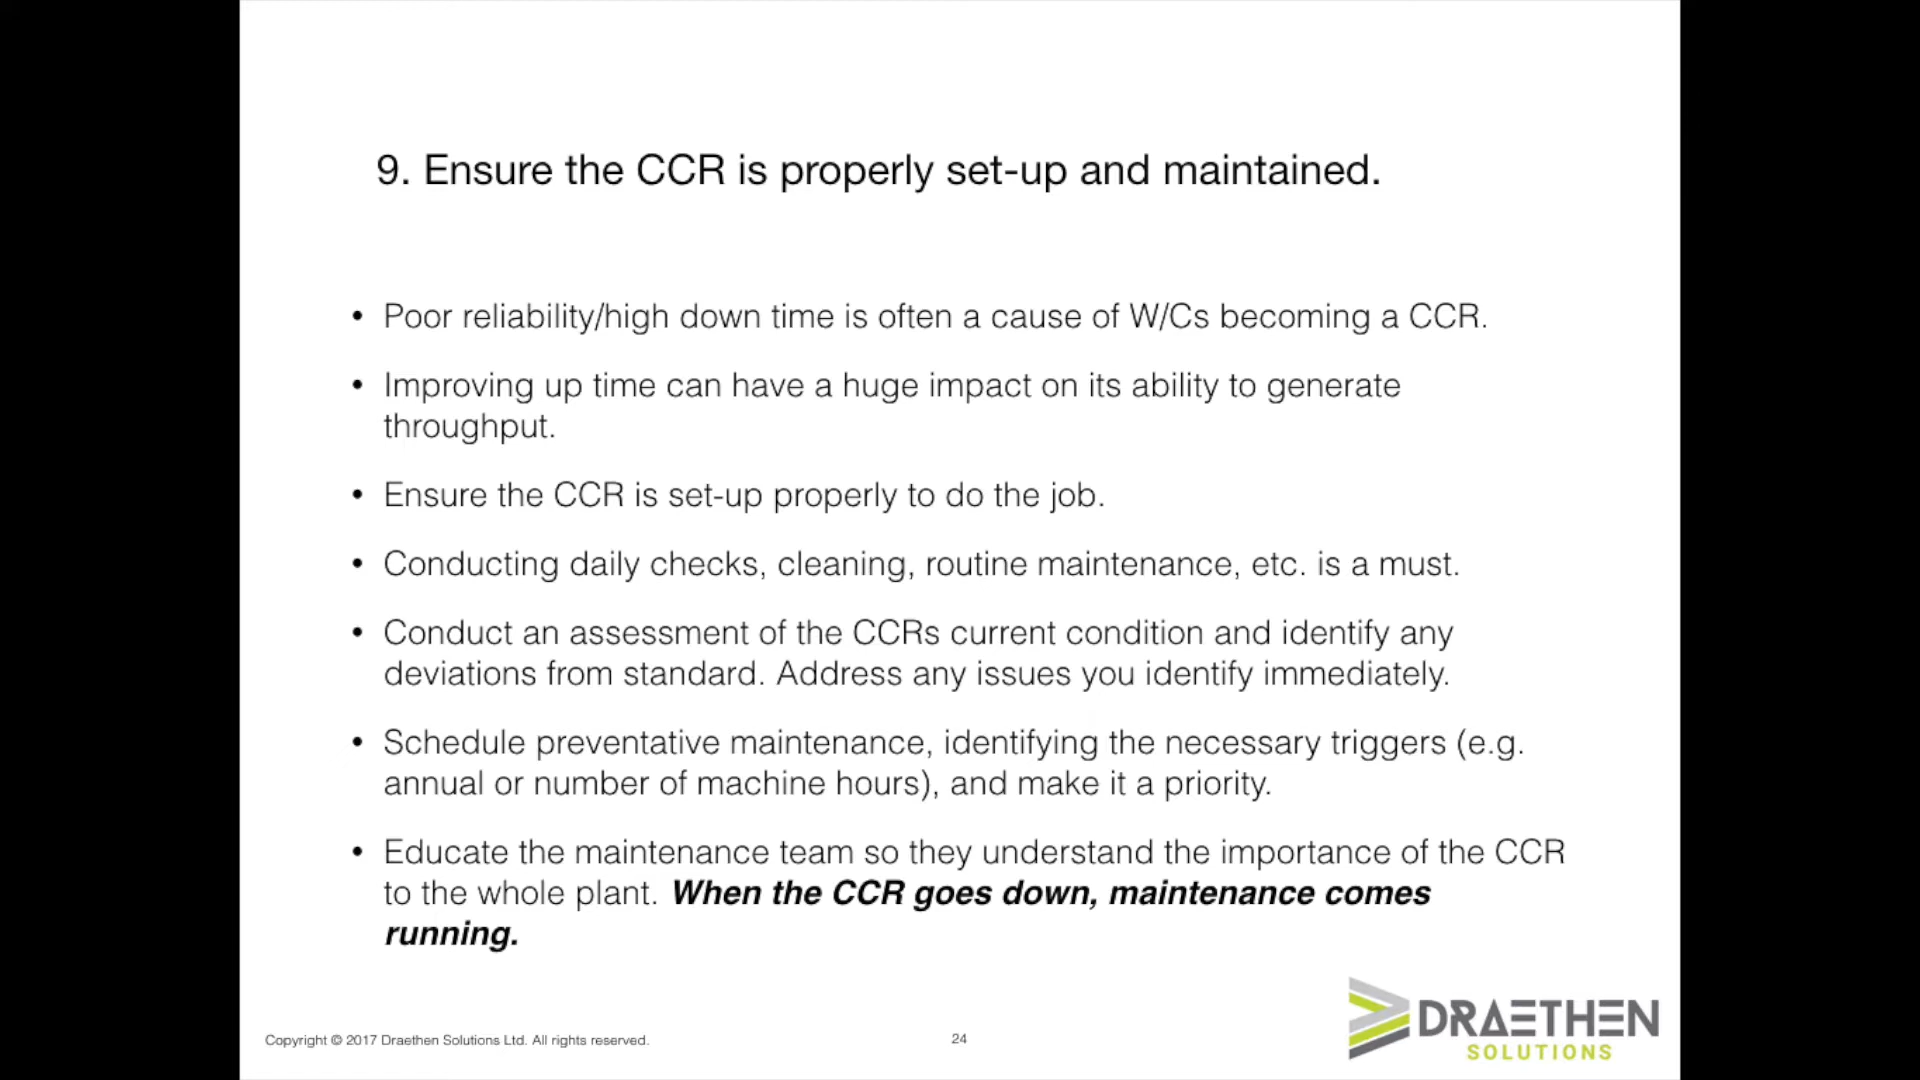 9. Ensure the CCR is properly set-up and maintained.
• Poor reliability/high down time is often a cause of W/Cs becoming a CCR.
• Improving up time can have a huge impact on its ability to generate
throughput.
• Ensure the CCR is set-up properly to do the job.
• Conducting daily checks, cleaning, routine maintenance, etc. is a must.
• Conduct an assessment of the CCRs current condition and identify any
deviations from standard. Address any issues you identify immediately.
• Schedule preventative maintenance, identifying the necessary triggers (e.g.
annual or number of machine hours), and make it a priority.
• Educate the maintenance team so they understand the importance of the CCR
to the whole plant. When the CCR goes down, maintenance comes
running.
Copyright © 2017 Draethen Solutions Ltd. All rights reserved.
24
DRAETHEN
SOLUTIONS